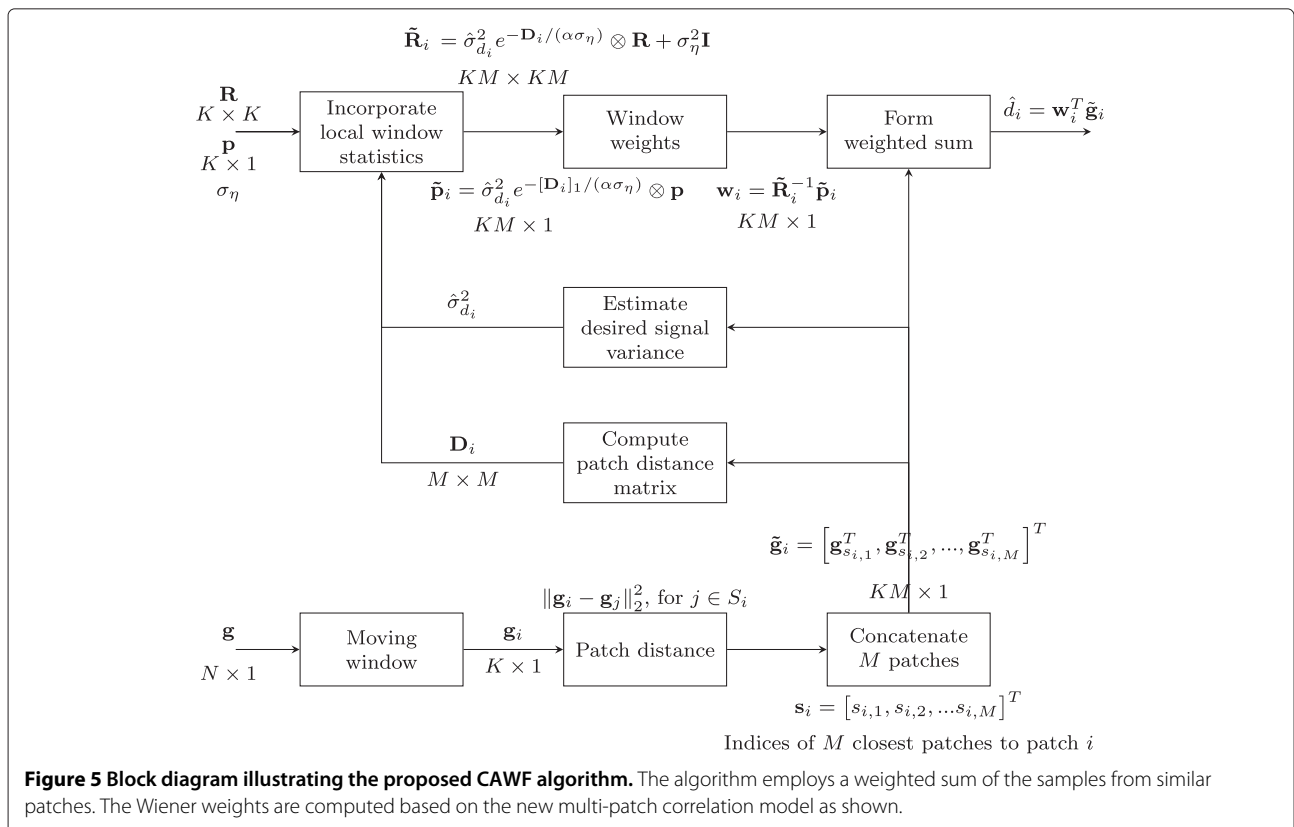 R̃_i = σ̂²_{d_i} e^{−D_i/(ασ_η)} ⊗ R + σ²_η I
KM × KM
R
K × K
p
K × 1
σ_η
Incorporate
local window
statistics
Window
weights
Form
weighted sum
d̂_i = w_i^T g̃_i
p̃_i = σ̂²_{d_i} e^{−[D_i]_1/(ασ_η)} ⊗ p
KM × 1
w_i = R̃_i^{−1} p̃_i
KM × 1
σ̂²_{d_i}
Estimate
desired signal
variance
D_i
M × M
Compute
patch distance
matrix
g̃_i = [g^T_{s_{i,1}}, g^T_{s_{i,2}}, ..., g^T_{s_{i,M}}]^T
KM × 1
‖g_i − g_j‖²_2, for j ∈ S_i
g
N × 1
Moving
window
g_i
K × 1
Patch distance
Concatenate
M patches
s_i = [s_{i,1}, s_{i,2}, ...s_{i,M}]^T
Indices of M closest patches to patch i
Figure 5 Block diagram illustrating the proposed CAWF algorithm. The algorithm employs a weighted sum of the samples from similar
patches. The Wiener weights are computed based on the new multi-patch correlation model as shown.